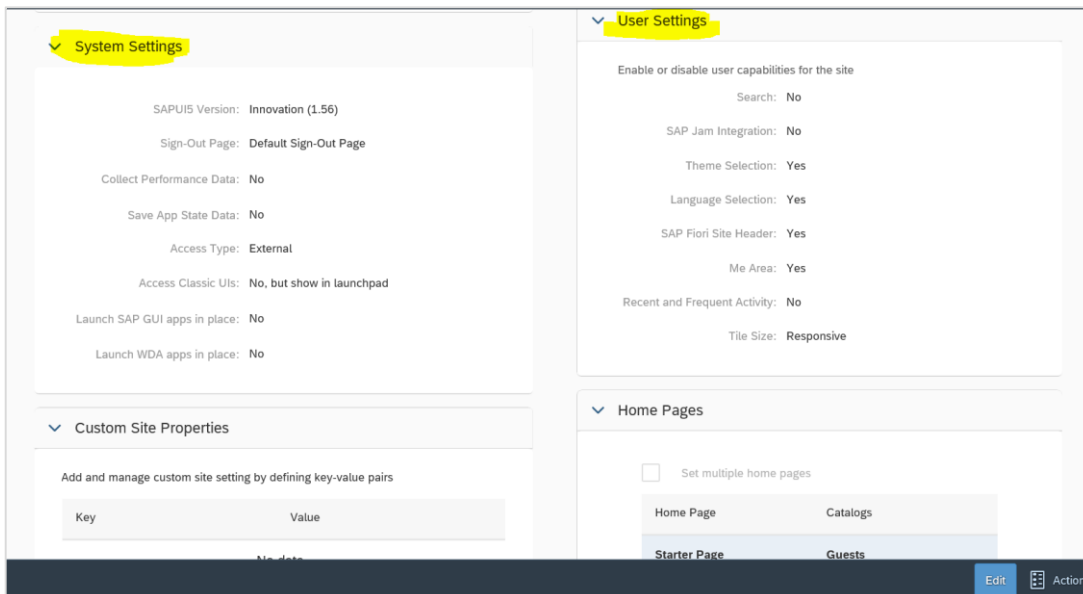 System Settings
SAPUI5 Version: Innovation (1.56)
Sign-Out Page: Default Sign-Out Page
Collect Performance Data: No
Save App State Data: No
Access Type: External
Access Classic UIs: No, but show in launchpad
Launch SAP GUI apps in place: No
Launch WDA apps in place: No
Custom Site Properties
Add and manage custom site setting by defining key-value pairs
Key Value
No data
User Settings
Enable or disable user capabilities for the site
Search: No
SAP Jam Integration: No
Theme Selection: Yes
Language Selection: Yes
SAP Fiori Site Header: Yes
Me Area: Yes
Recent and Frequent Activity: No
Tile Size: Responsive
Home Pages
Set multiple home pages
Home Page Catalogs
Starter Page Guests
Edit Action